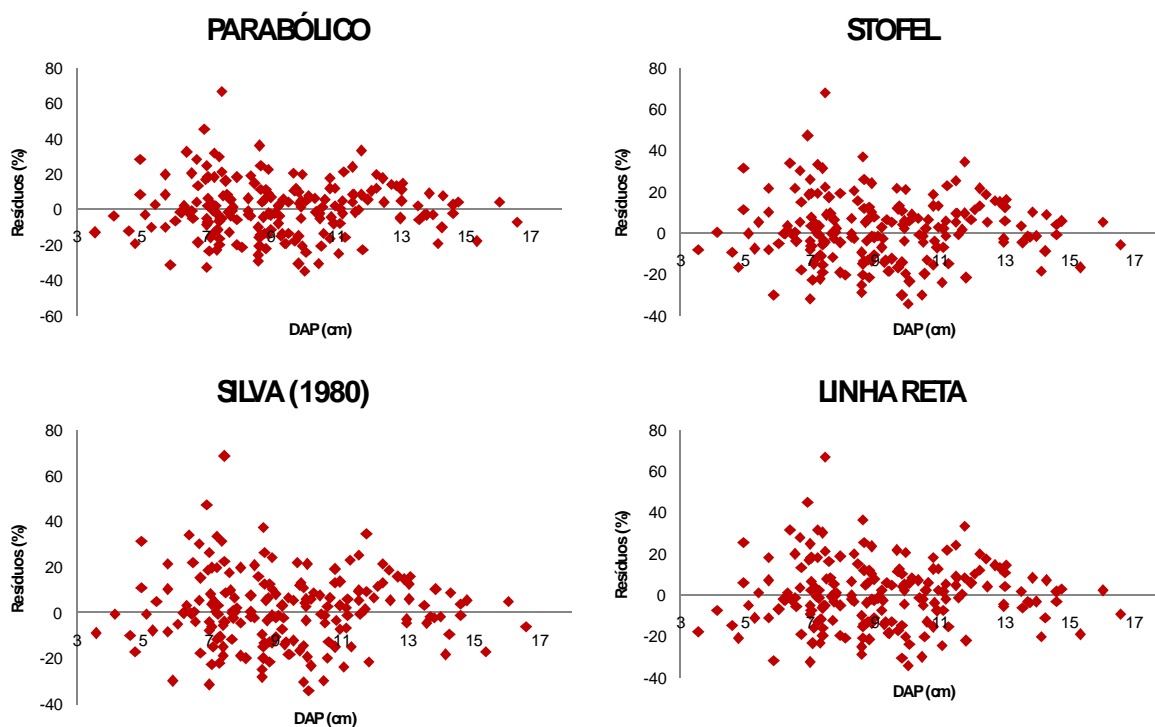 PARABÓLICO
80
60
40
20
0
-20
-40
-60
3 5 7 9 11 13 15 17
Resíduos (%)
DAP (cm)
STOFEL
80
60
40
20
0
-20
-40
3 5 7 9 11 13 15 17
Resíduos (%)
DAP (cm)
SILVA (1980)
80
60
40
20
0
-20
-40
3 5 7 9 11 13 15 17
Resíduos (%)
DAP (cm)
LINHA RETA
80
60
40
20
0
-20
-40
3 5 7 9 11 13 15 17
Resíduos (%)
DAP (cm)